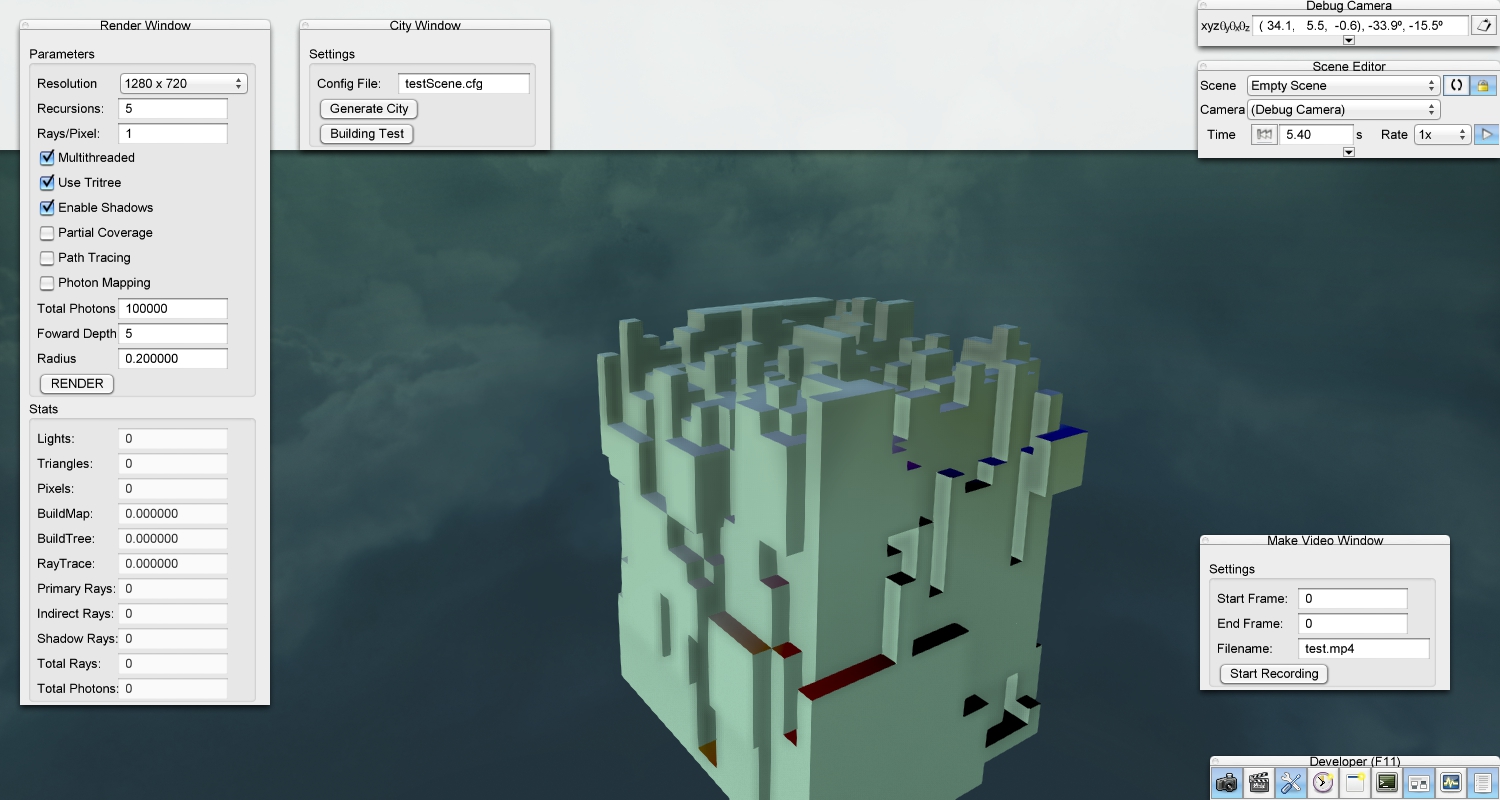 Render Window
Parameters
Resolution 1280 x 720
Recursions: 5
Rays/Pixel: 1
Multithreaded
Use Tritree
Enable Shadows
Partial Coverage
Path Tracing
Photon Mapping
Total Photons 100000
Foward Depth 5
Radius 0.200000
RENDER
Stats
Lights: 0
Triangles: 0
Pixels: 0
BuildMap: 0.000000
BuildTree: 0.000000
RayTrace: 0.000000
Primary Rays: 0
Indirect Rays: 0
Shadow Rays: 0
Total Rays: 0
Total Photons: 0
City Window
Settings
Config File: testScene.cfg
Generate City
Building Test
Debug Camera
( 34.1, 5.5, -0.6), -33.9º, -15.5º
Scene Editor
Scene Empty Scene
Camera (Debug Camera)
Time 5.40 s Rate 1x
Make Video Window
Settings
Start Frame: 0
End Frame: 0
Filename: test.mp4
Start Recording
Developer (F11)